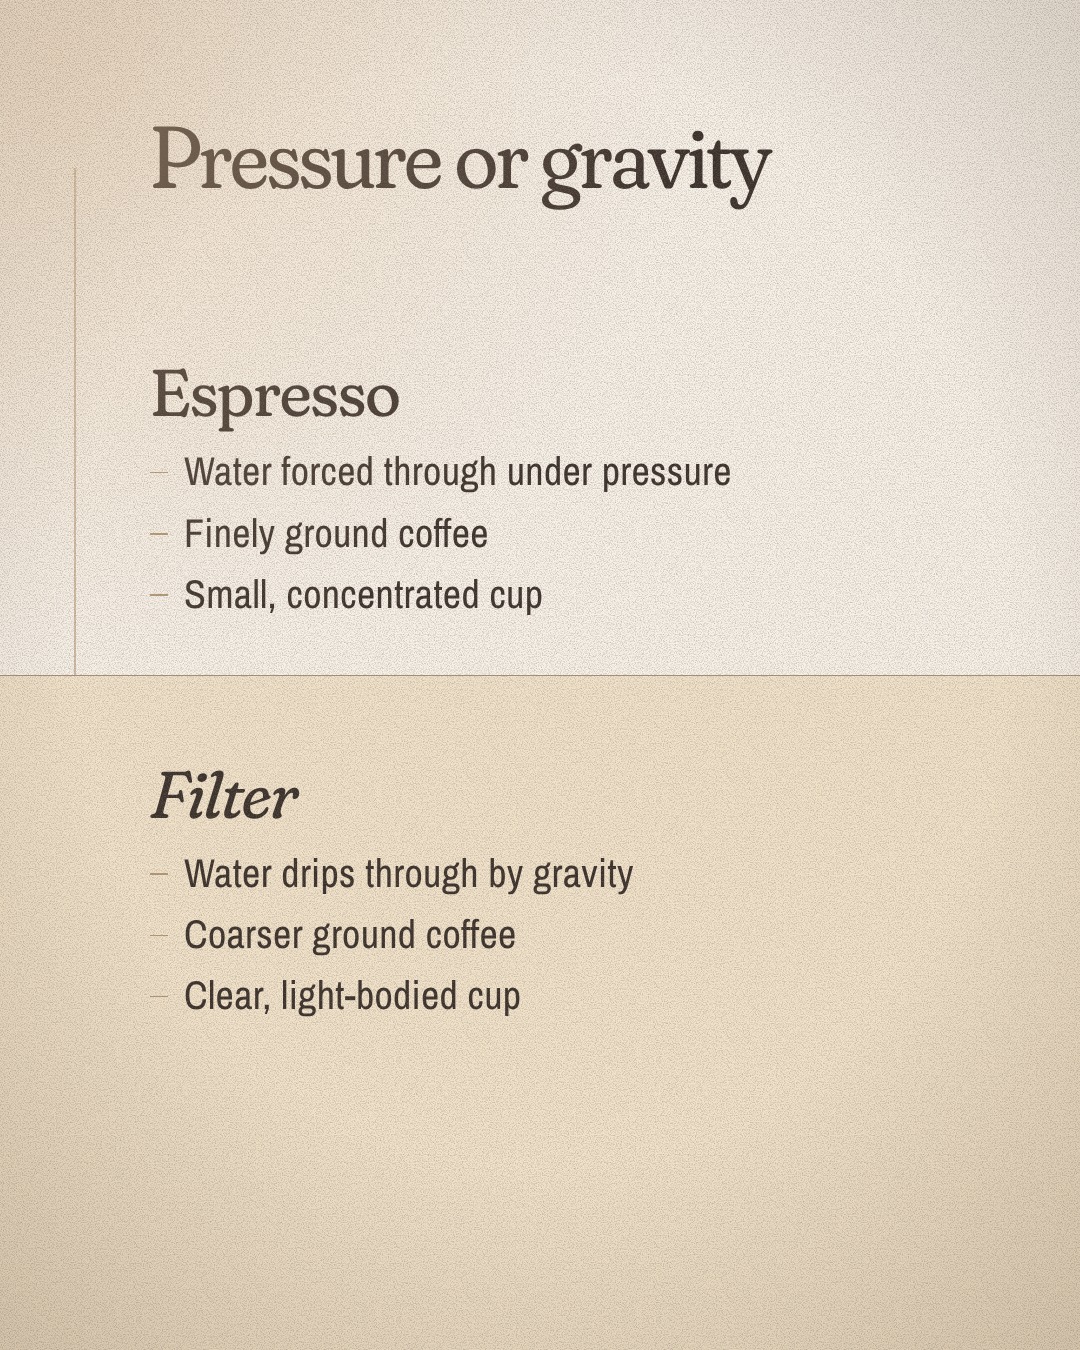 Pressure or gravity
Espresso
— Water forced through under pressure
— Finely ground coffee
— Small, concentrated cup
Filter
— Water drips through by gravity
— Coarser ground coffee
— Clear, light-bodied cup